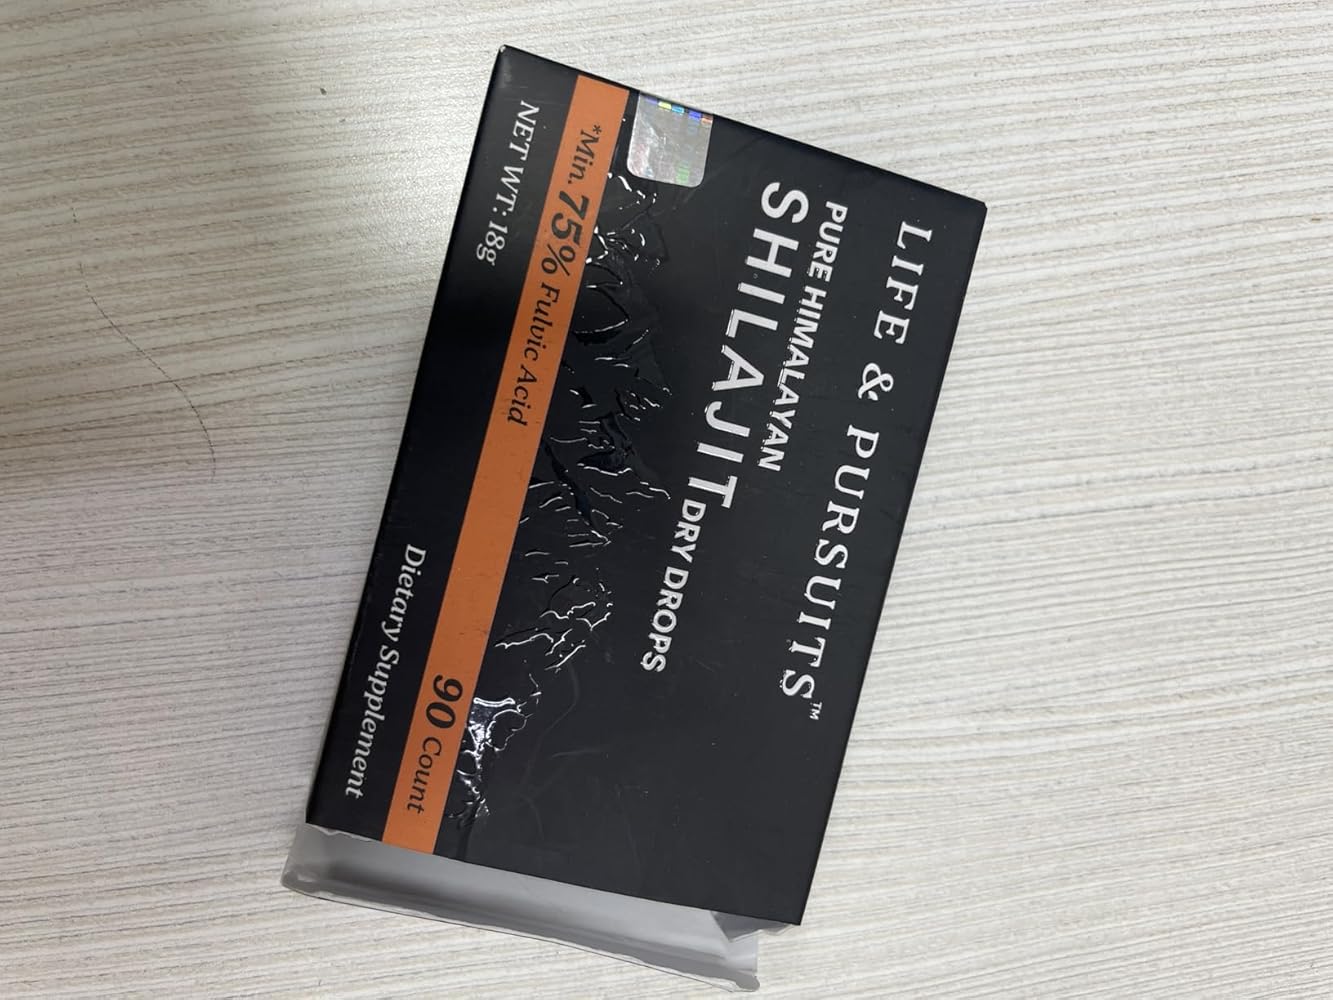 LIFE & PURSUITS™
PURE HIMALAYAN
SHILAJIT DRY DROPS
*Min. 75% Fulvic Acid 90 Count
NET WT: 18g Dietary Supplement